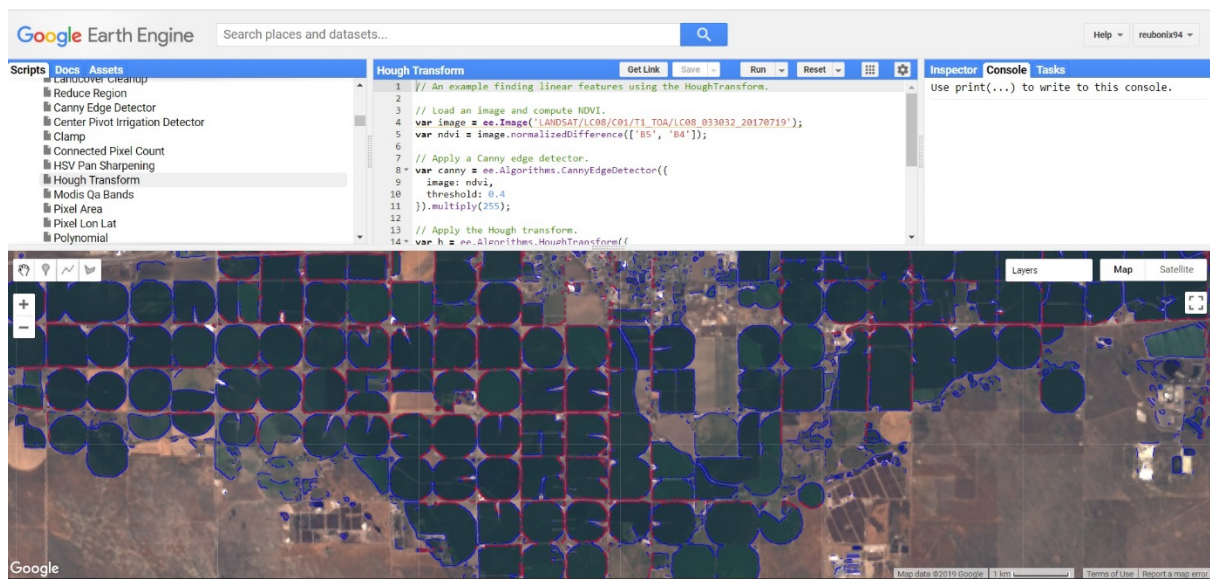 Google Earth Engine
Search places and datasets...
Help
reubonix94
Scripts Docs Assets
Landcover Cleanup
Reduce Region
Canny Edge Detector
Center Pivot Irrigation Detector
Clamp
Connected Pixel Count
HSV Pan Sharpening
Hough Transform
Modis Qa Bands
Pixel Area
Pixel Lon Lat
Polynomial
Hough Transform
Get Link
Save
Run
Reset
1 // An example finding linear features using the HoughTransform.
2
3 // Load an image and compute NDVI.
4 var image = ee.Image('LANDSAT/LC08/C01/T1_TOA/LC08_033032_20170719');
5 var ndvi = image.normalizedDifference(['B5', 'B4']);
6
7 // Apply a Canny edge detector.
8 var canny = ee.Algorithms.CannyEdgeDetector({
9 image: ndvi,
10 threshold: 0.4
11 }).multiply(255);
12
13 // Apply the Hough transform.
14 var h = ee.Algorithms.HoughTransform({
Inspector Console Tasks
Use print(...) to write to this console.
Layers
Map
Satellite
+
−
Google
Map data ©2019 Google
1 km
Terms of Use
Report a map error